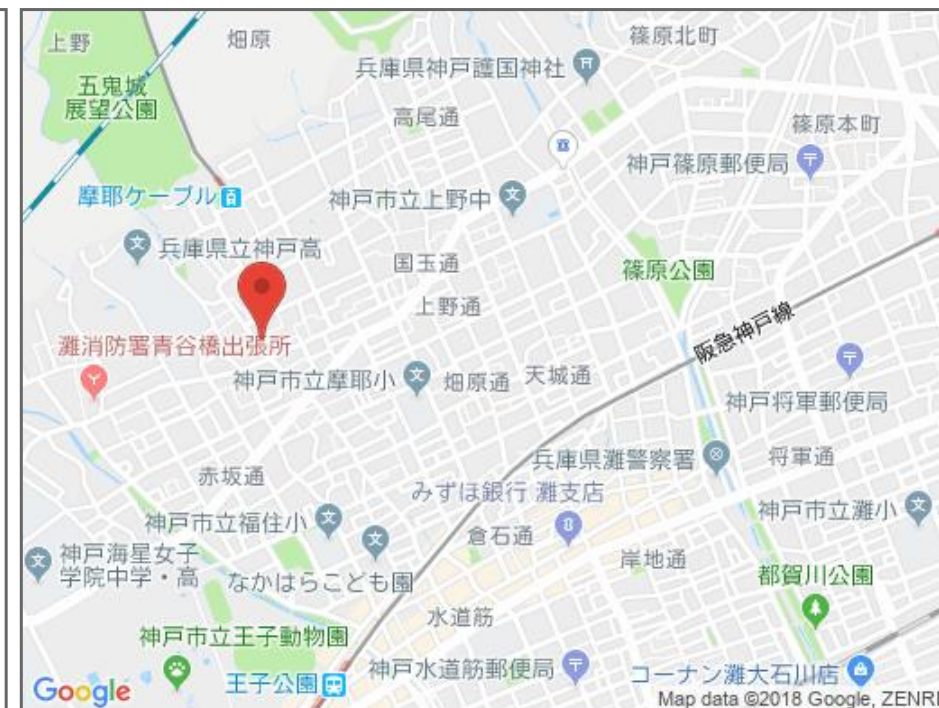 上野
畑原
篠原北町
兵庫県神戸護国神社
五鬼城
展望公園
高尾通
篠原本町
神戸篠原郵便局
摩耶ケーブル
神戸市立上野中
兵庫県立神戸高
国玉通
篠原公園
上野通
阪急神戸線
灘消防署青谷橋出張所
神戸市立摩耶小
畑原通
天城通
神戸将軍郵便局
兵庫県灘警察署
将軍通
赤坂通
みずほ銀行 灘支店
神戸市立福住小
倉石通
神戸市立灘小
神戸海星女子
学院中学・高
なかはらこども園
岸地通
都賀川公園
水道筋
神戸市立王子動物園
王子公園
神戸水道筋郵便局
コーナン灘大石川店
Google
Map data ©2018 Google, ZENRI